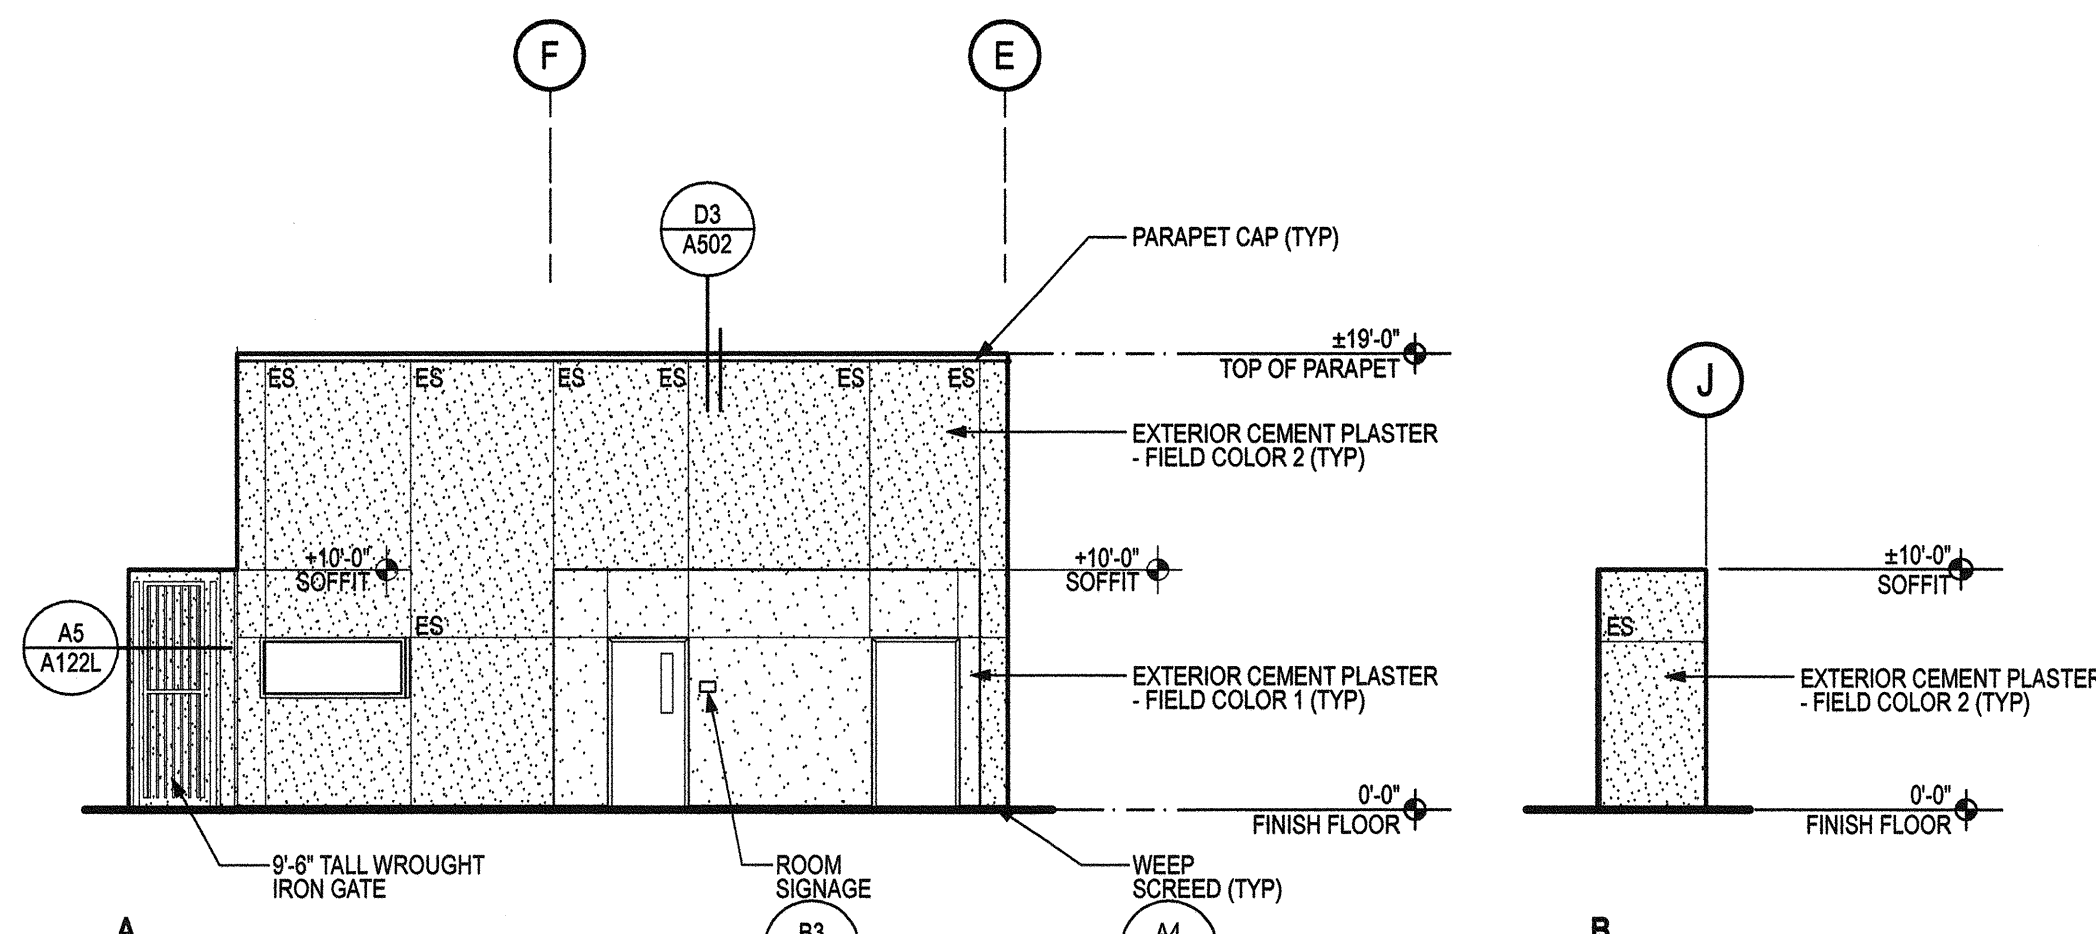 F
E
D3
A502
PARAPET CAP (TYP)
±19'-0"
TOP OF PARAPET
J
ES
ES
ES
ES
ES
ES
EXTERIOR CEMENT PLASTER
- FIELD COLOR 2 (TYP)
+10'-0"
SOFFIT
+10'-0"
SOFFIT
±10'-0"
SOFFIT
A5
A122L
ES
ES
EXTERIOR CEMENT PLASTER
- FIELD COLOR 1 (TYP)
EXTERIOR CEMENT PLASTER
- FIELD COLOR 2 (TYP)
0'-0"
FINISH FLOOR
0'-0"
FINISH FLOOR
9'-6" TALL WROUGHT
IRON GATE
ROOM
SIGNAGE
WEEP
SCREED (TYP)
A
B3
A4
B